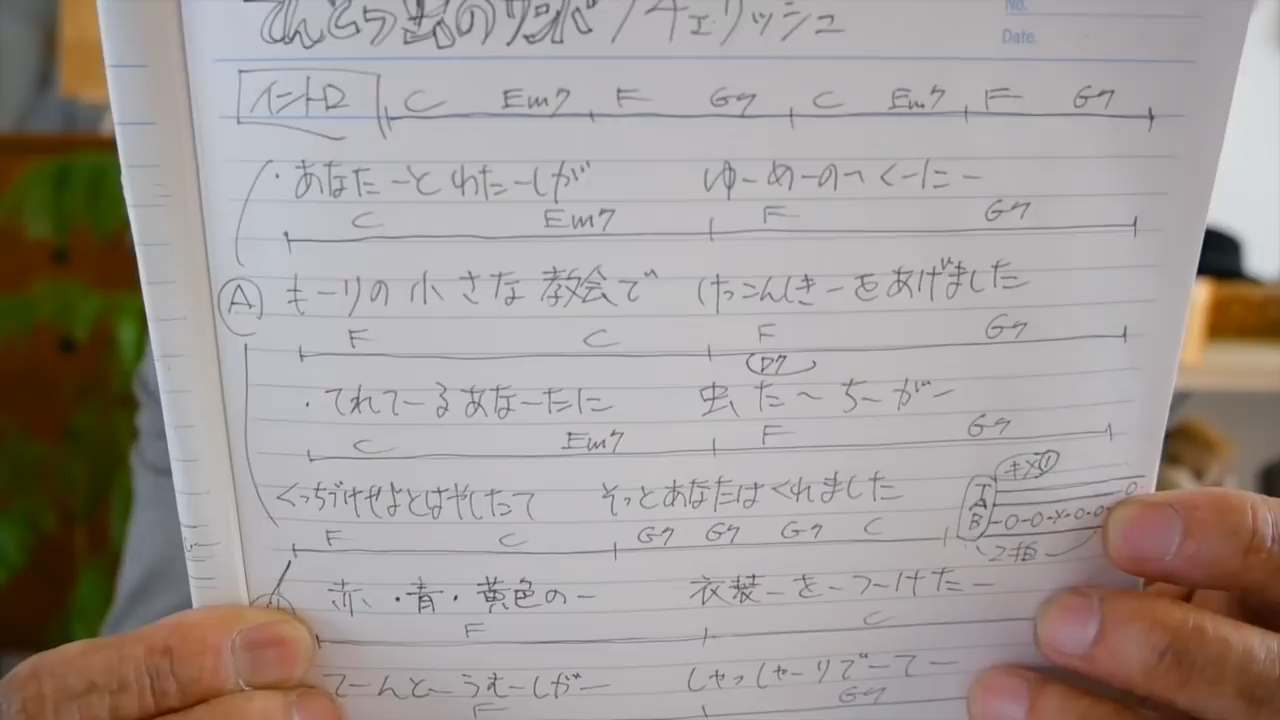 てんとう虫のサンバ / チェリッシュ
No.
Date.
イントロ C Em7 F G7 C Em7 F G7
・あなたーとわたーしが ゆーめーのーくーにー
C Em7 F G7
A もーりの小さな教会で けっこんしきーをあげました
F C F G7
D7
・てれてーるあなーたに 虫た〜ちーがー
C Em7 F G7
くっちづけせよとはやしたて そっとあなたはくれました
F C G7 G7 G7 C
キメ①
TAB -0-0-x-0-0- 0
2拍
赤・青・黄色のー 衣装ーをーつーけたー
F C
てーんとーうむーしがー しゃっしゃーりでーてー
F G7